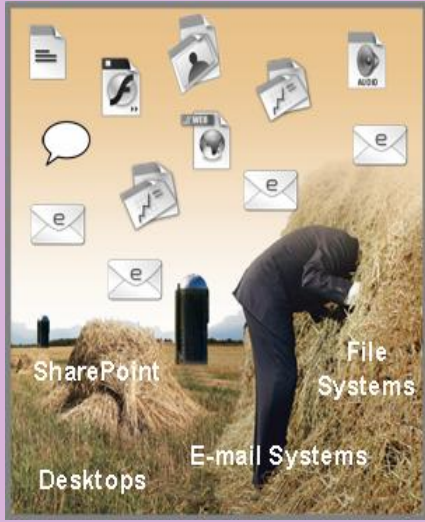 AUDIO
WEB
e
e
e
e
SharePoint
File
Systems
E-mail Systems
Desktops